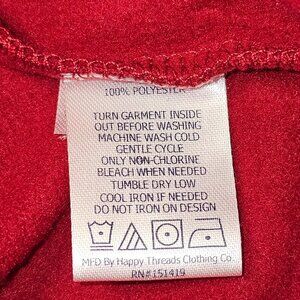 100% POLYESTER
TURN GARMENT INSIDE
OUT BEFORE WASHING
MACHINE WASH COLD
GENTLE CYCLE
ONLY NON-CHLORINE
BLEACH WHEN NEEDED
TUMBLE DRY LOW
COOL IRON IF NEEDED
DO NOT IRON ON DESIGN
MFD By Happy Threads Clothing Co.
RN#151419